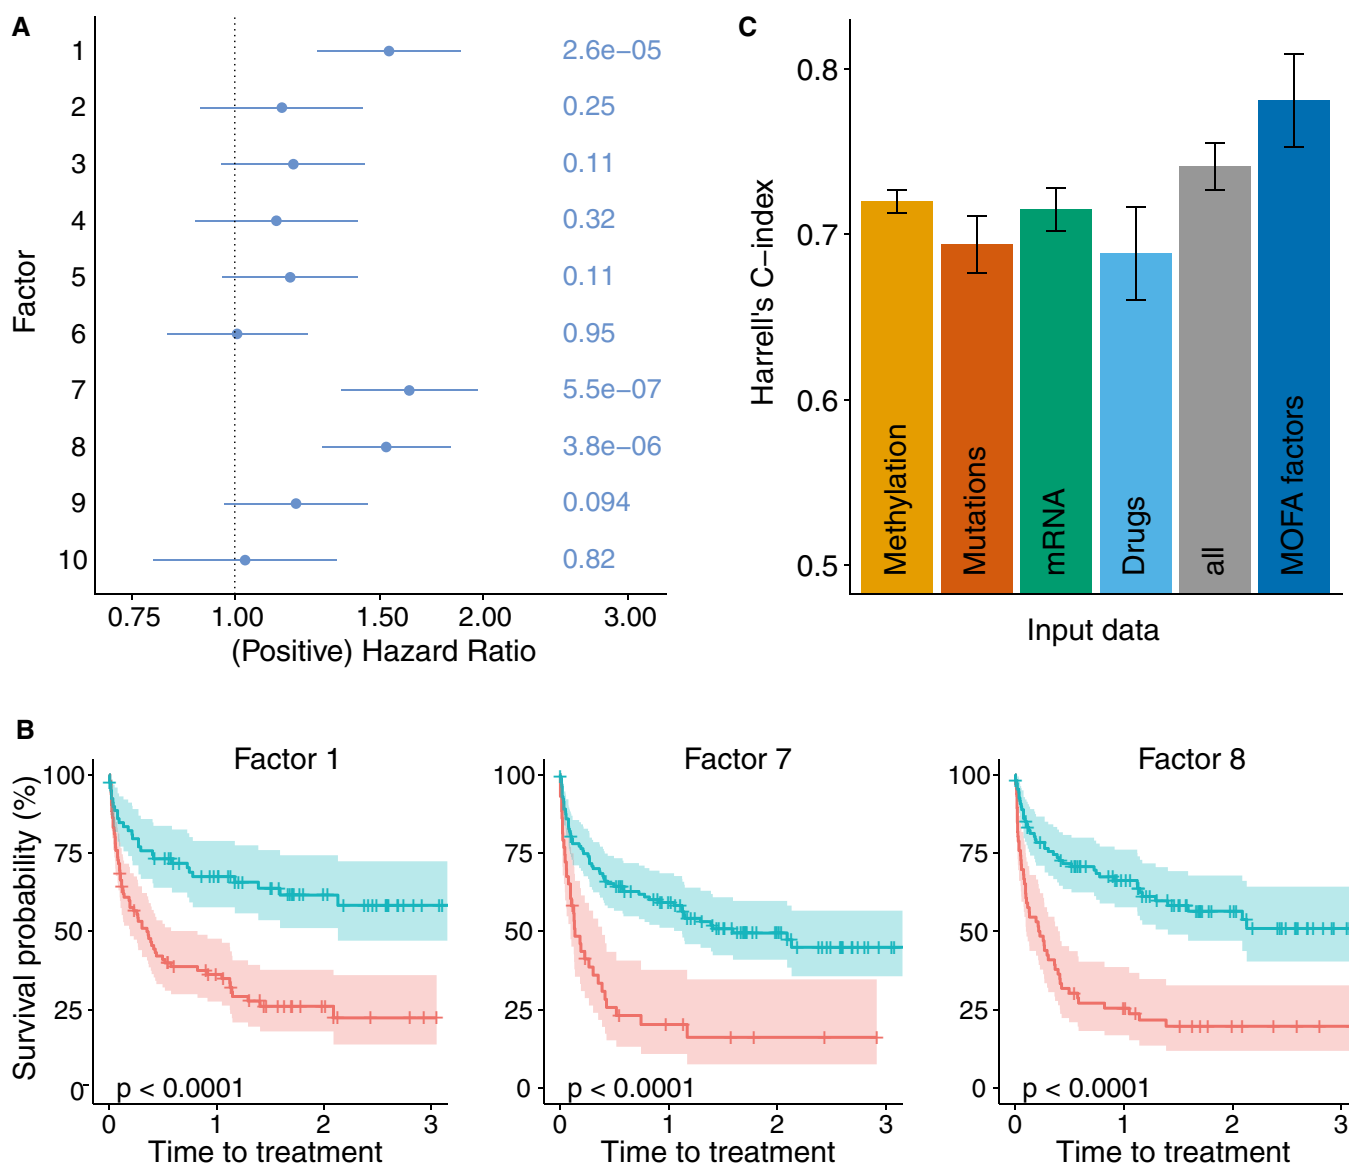 A
Factor
1 2.6e−05
2 0.25
3 0.11
4 0.32
5 0.11
6 0.95
7 5.5e−07
8 3.8e−06
9 0.094
10 0.82
0.75 1.00 1.50 2.00 3.00
(Positive) Hazard Ratio
C
Harrell's C−index
0.8
0.7
0.6
0.5
Methylation
Mutations
mRNA
Drugs
all
MOFA factors
Input data
B
Survival probability (%)
Factor 1
100
75
50
25
0
p < 0.0001
0 1 2 3
Time to treatment
Factor 7
100
75
50
25
0
p < 0.0001
0 1 2 3
Time to treatment
Factor 8
100
75
50
25
0
p < 0.0001
0 1 2 3
Time to treatment